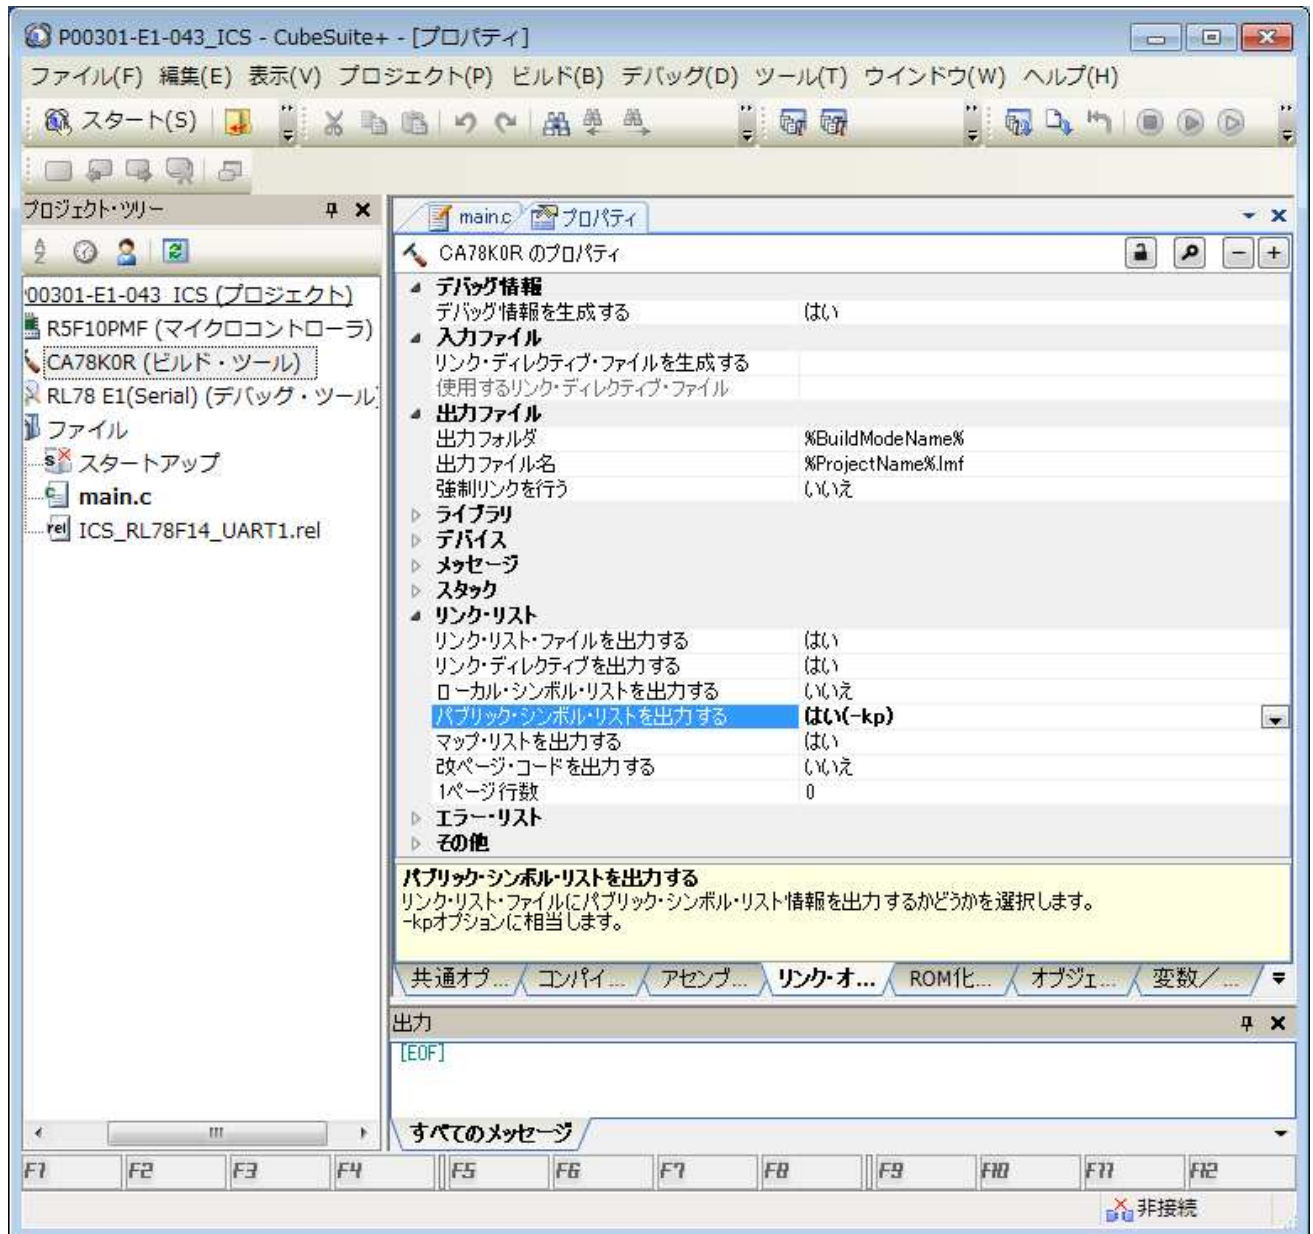 P00301-E1-043_ICS - CubeSuite+ - [プロパティ]
ファイル(F) 編集(E) 表示(V) プロジェクト(P) ビルド(B) デバッグ(D) ツール(T) ウインドウ(W) ヘルプ(H)
スタート(S)
プロジェクト・ツリー
00301-E1-043_ICS (プロジェクト)
R5F10PMF (マイクロコントローラ)
CA78K0R (ビルド・ツール)
RL78 E1(Serial) (デバッグ・ツール)
ファイル
スタートアップ
main.c
ICS_RL78F14_UART1.rel
main.c プロパティ
CA78K0R のプロパティ
デバッグ情報
デバッグ情報を生成する はい
入力ファイル
リンク・ディレクティブ・ファイルを生成する
使用するリンク・ディレクティブ・ファイル
出力ファイル
出力フォルダ %BuildModeName%
出力ファイル名 %ProjectName%.lmf
強制リンクを行う いいえ
ライブラリ
デバイス
メッセージ
スタック
リンク・リスト
リンク・リスト・ファイルを出力する はい
リンク・ディレクティブを出力する はい
ローカル・シンボル・リストを出力する いいえ
パブリック・シンボル・リストを出力する はい(-kp)
マップ・リストを出力する はい
改ページ・コードを出力する いいえ
1ページ行数 0
エラー・リスト
その他
パブリック・シンボル・リストを出力する
リンク・リスト・ファイルにパブリック・シンボル・リスト情報を出力するかどうかを選択します。
-kpオプションに相当します。
共通オプ... コンパイ... アセンブ... リンク・オ... ROM化... オブジェ... 変数／...
出力
[EOF]
すべてのメッセージ
F1 F2 F3 F4 F5 F6 F7 F8 F9 F10 F11 F12
非接続